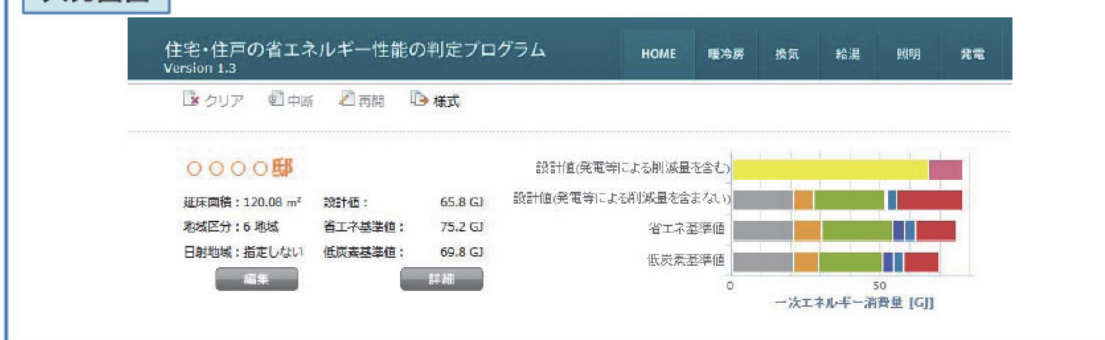 住宅・住戸の省エネルギー性能の判定プログラム
Version 1.3
HOME 暖冷房 換気 給湯 照明 発電
クリア 中断 再開 様式
○○○○邸
延床面積：120.08 m²
地域区分：6 地域
日射地域：指定しない
編集
設計値： 65.8 GJ
省エネ基準値： 75.2 GJ
低炭素基準値： 69.8 GJ
詳細
設計値(発電等による削減量を含む)
設計値(発電等による削減量を含まない)
省エネ基準値
低炭素基準値
0 50
一次エネルギー消費量 [GJ]